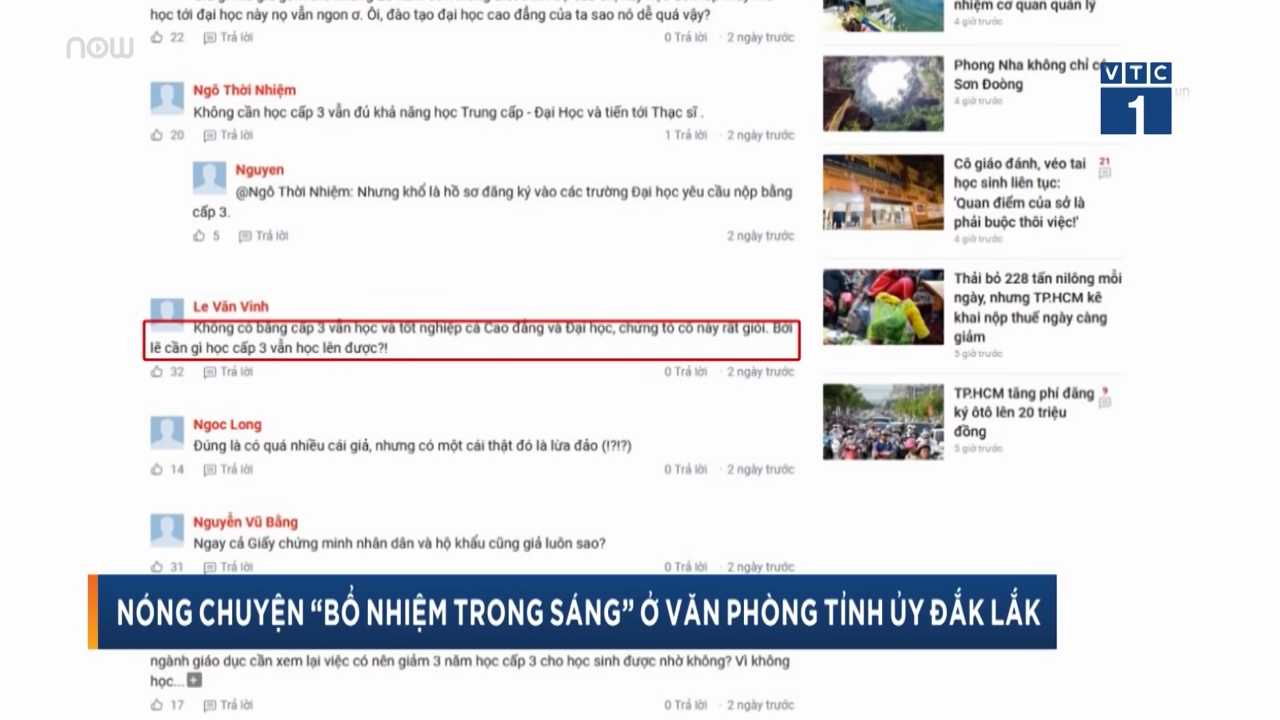 học tới đại học này nọ vẫn ngon ơ. Ôi, đào tạo đại học cao đẳng của ta sao nó dễ quá vậy?
22 Trả lời 0 Trả lời 2 ngày trước
now
Ngô Thời Nhiệm
Không cần học cấp 3 vẫn đủ khả năng học Trung cấp - Đại Học và tiến tới Thạc sĩ .
20 Trả lời 1 Trả lời 2 ngày trước
Nguyen
@Ngô Thời Nhiệm: Nhưng khổ là hồ sơ đăng ký vào các trường Đại học yêu cầu nộp bằng
cấp 3.
5 Trả lời 2 ngày trước
Le Văn Vinh
Không có bằng cấp 3 vẫn học và tốt nghiệp cả Cao đẳng và Đại học, chứng tỏ cô này rất giỏi. Bởi
lẽ cần gì học cấp 3 vẫn học lên được?!
32 Trả lời 0 Trả lời 2 ngày trước
Ngoc Long
Đúng là có quá nhiều cái giả, nhưng có một cái thật đó là lừa đảo (!?!?)
14 Trả lời 0 Trả lời 2 ngày trước
Nguyễn Vũ Bằng
Ngay cả Giấy chứng minh nhân dân và hộ khẩu cũng giả luôn sao?
31 Trả lời 0 Trả lời 2 ngày trước
NÓNG CHUYỆN “BỔ NHIỆM TRONG SÁNG” Ở VĂN PHÒNG TỈNH ỦY ĐẮK LẮK
ngành giáo dục cần xem lại việc có nên giảm 3 năm học cấp 3 cho học sinh được nhờ không? Vì không
học... +
17 Trả lời 0 Trả lời 2 ngày trước
nhiệm cơ quan quản lý
4 giờ trước
Phong Nha không chỉ có
Sơn Đoòng
4 giờ trước
VTC
1
Cô giáo đánh, véo tai 21
học sinh liên tục:
'Quan điểm của sở là
phải buộc thôi việc!'
4 giờ trước
Thải bỏ 228 tấn nilông mỗi
ngày, nhưng TP.HCM kê
khai nộp thuế ngày càng
giảm
5 giờ trước
TP.HCM tăng phí đăng 9
ký ôtô lên 20 triệu
đồng
5 giờ trước